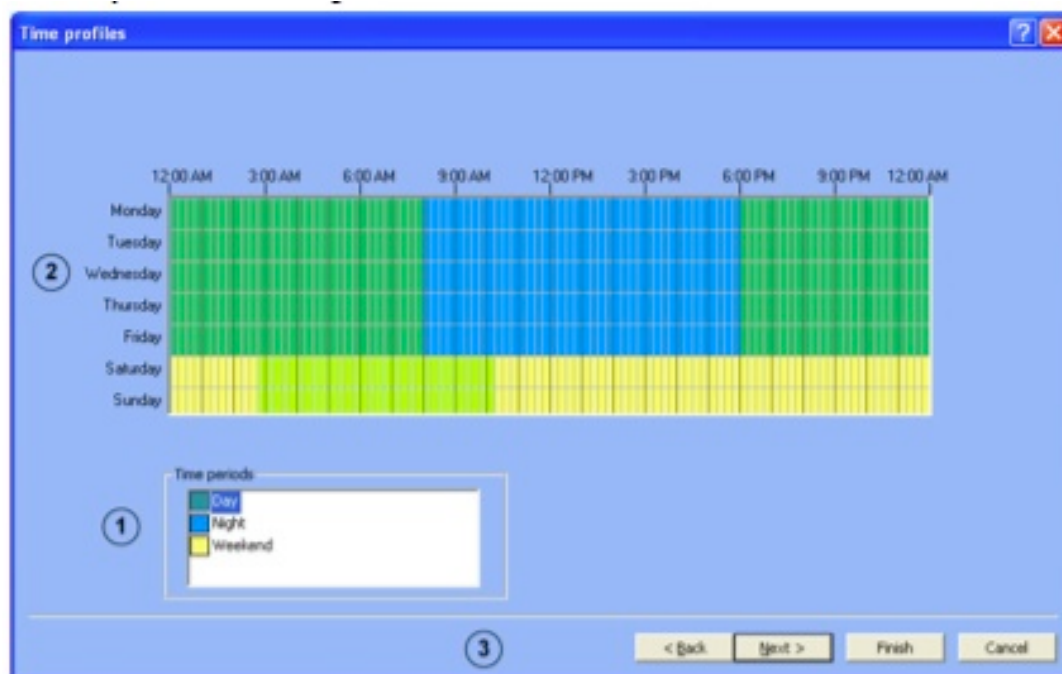 Time profiles
12:00 AM 3:00 AM 6:00 AM 9:00 AM 12:00 PM 3:00 PM 6:00 PM 9:00 PM 12:00 AM
Monday
Tuesday
2 Wednesday
Thursday
Friday
Saturday
Sunday
Time periods
Day
1 Night
Weekend
3 < Back Next > Finish Cancel